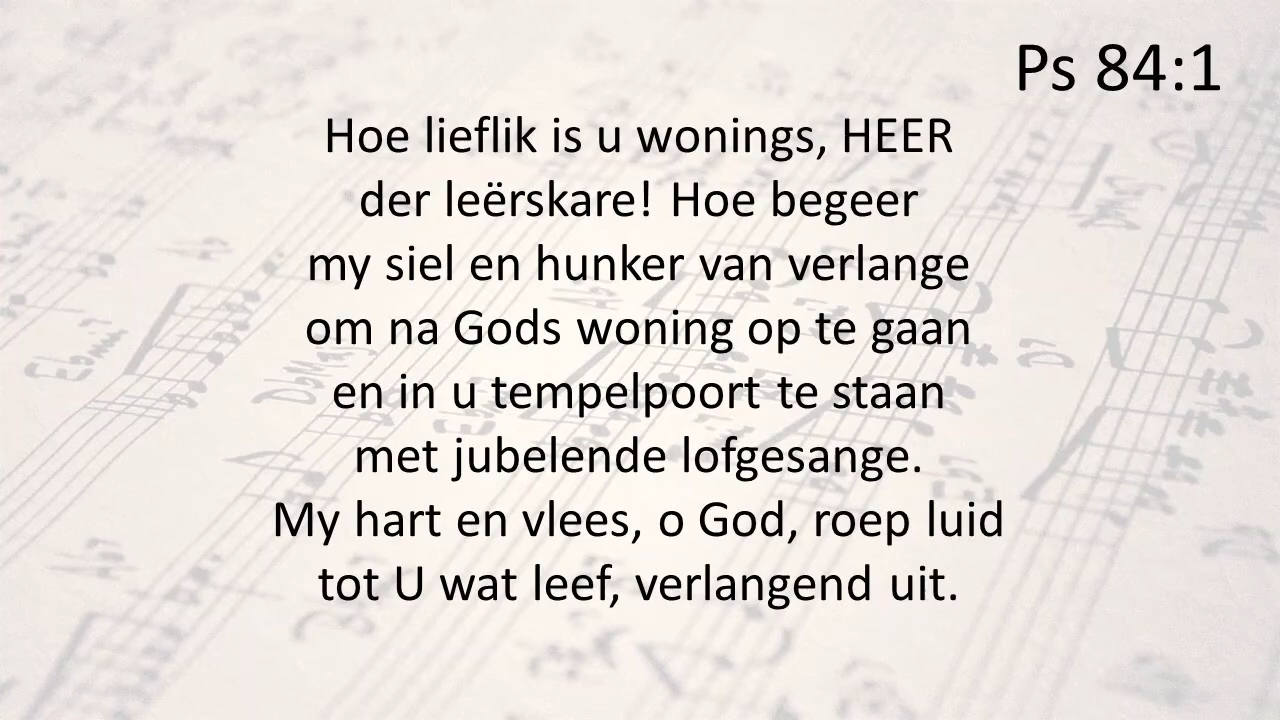 Ps 84:1
Hoe lieflik is u wonings, HEER
der leërskare! Hoe begeer
my siel en hunker van verlange
om na Gods woning op te gaan
en in u tempelpoort te staan
met jubelende lofgesange.
My hart en vlees, o God, roep luid
tot U wat leef, verlangend uit.